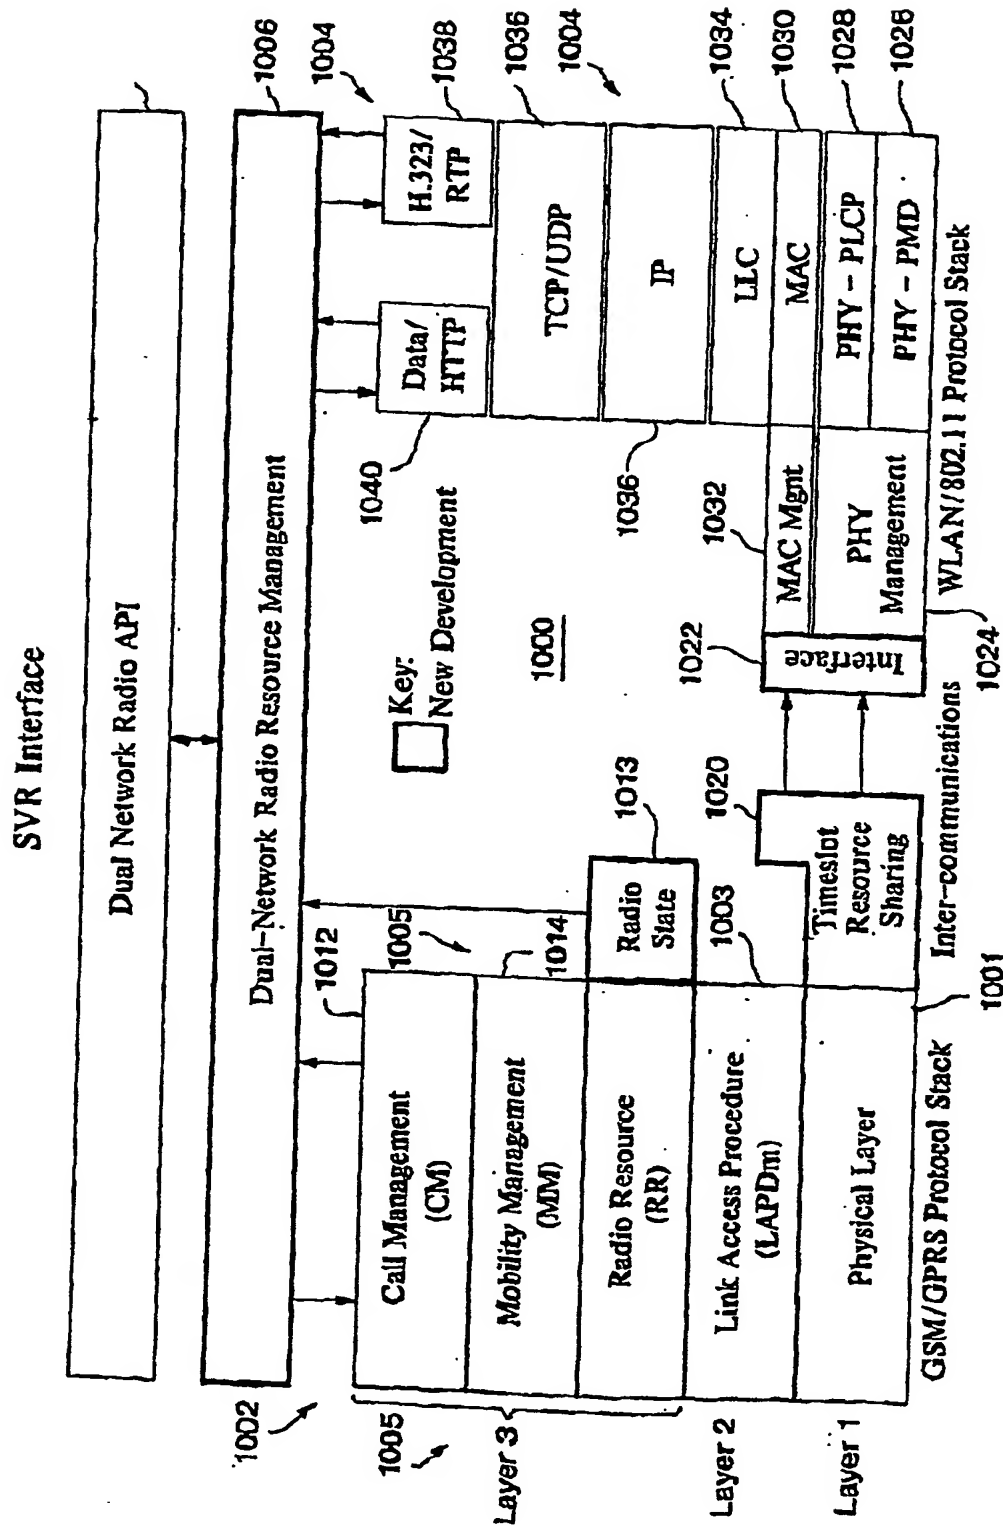 SVR Interface
Dual Network Radio API
Dual-Network Radio Resource Management
1006
1002
1012
1005
1014
1004
1038
1036
1004
1034
1030
1028
1026
1005
Layer 3
Layer 2
Layer 1
Call Management
(CM)
Mobility Management
(MM)
Radio Resource
(RR)
Link Access Procedure
(LAPDm)
Physical Layer
GSM/GPRS Protocol Stack
1001
Radio
State
1013
1003
Timeslot
Resource
Sharing
1020
Inter-communications
Key:
New Development
1000
Interface
1022
1024
MAC Mgnt
1032
PHY
Management
Data/
HTTP
1040
H.323/
RTP
TCP/UDP
IP
1036
LLC
MAC
PHY - PLCP
PHY - PMD
WLAN/802.11 Protocol Stack